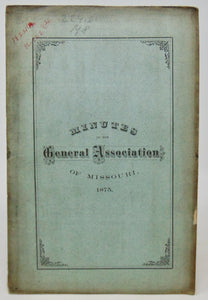 MINUTES
OF THE
General Association
OF MISSOURI,
1875.